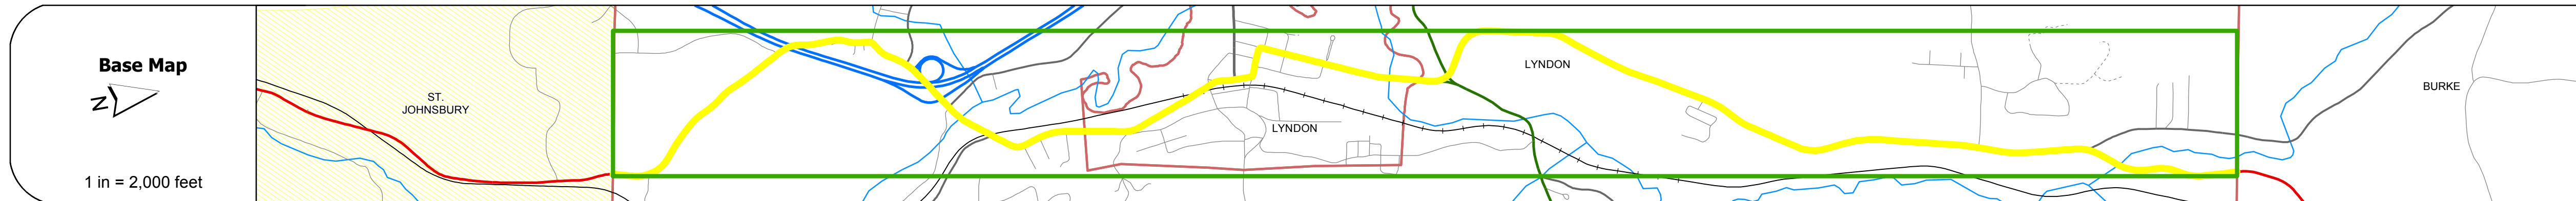 Base Map
N
1 in = 2,000 feet
ST.
JOHNSBURY
LYNDON
LYNDON
BURKE